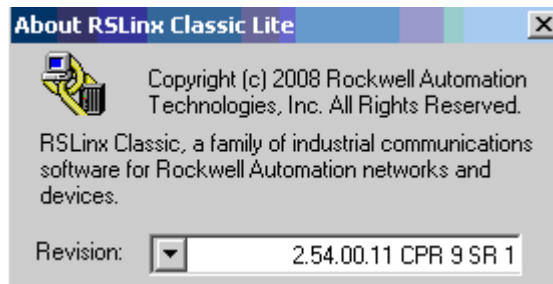 About RSLinx Classic Lite
Copyright (c) 2008 Rockwell Automation
Technologies, Inc. All Rights Reserved.
RSLinx Classic, a family of industrial communications
software for Rockwell Automation networks and
devices.
Revision: 2.54.00.11 CPR 9 SR 1